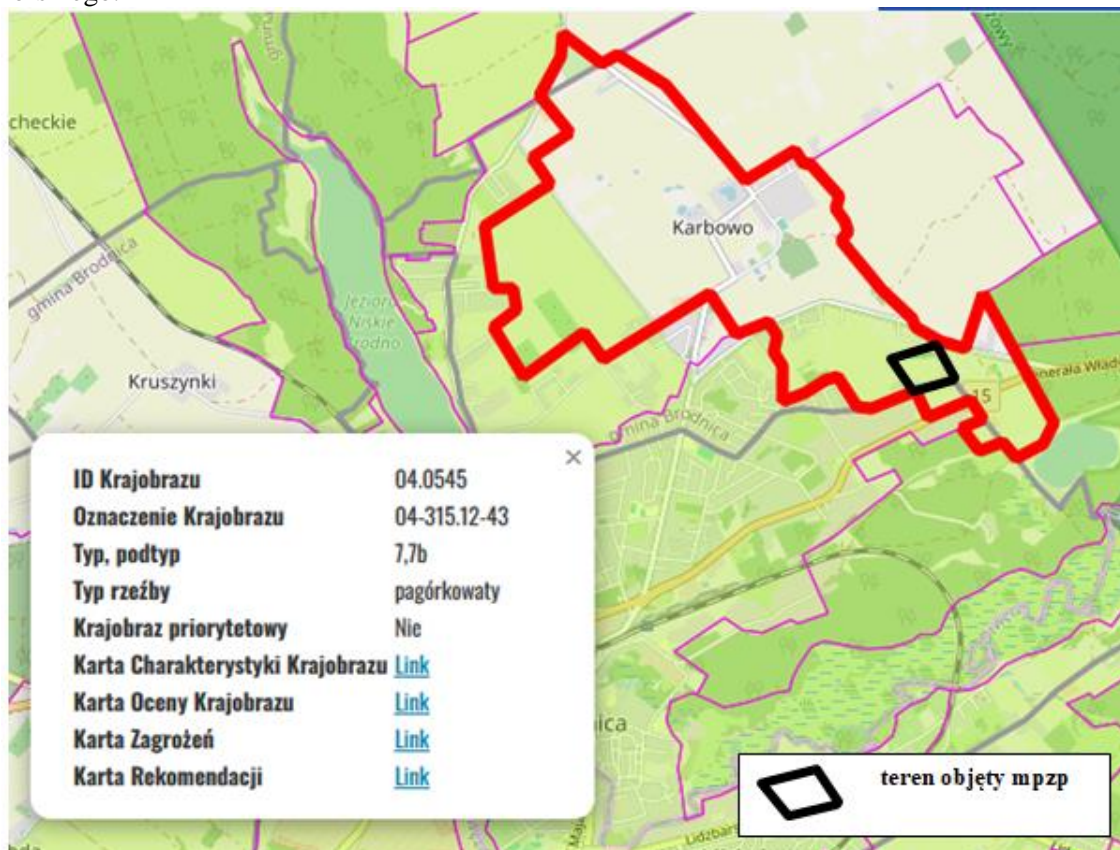 checkie
gmina Brodnica
Karbowo
Jezioro
Niskie
Brodno
Kruszynki
gmina Brodnica
15
ID Krajobrazu 04.0545
Oznaczenie Krajobrazu 04-315.12-43
Typ, podtyp 7,7b
Typ rzeźby pagórkowaty
Krajobraz priorytetowy Nie
Karta Charakterystyki Krajobrazu Link
Karta Oceny Krajobrazu Link
Karta Zagrożeń Link
Karta Rekomendacji Link
nica
teren objęty mpzp
Lidzbars